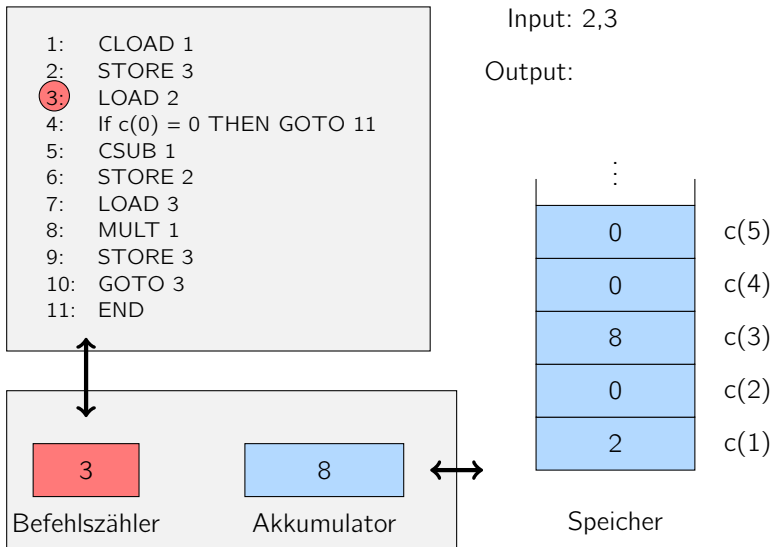 1: CLOAD 1
2: STORE 3
3: LOAD 2
4: If c(0) = 0 THEN GOTO 11
5: CSUB 1
6: STORE 2
7: LOAD 3
8: MULT 1
9: STORE 3
10: GOTO 3
11: END
Input: 2,3
Output:
⋮
0 c(5)
0 c(4)
8 c(3)
0 c(2)
2 c(1)
Speicher
3 8
Befehlszähler Akkumulator